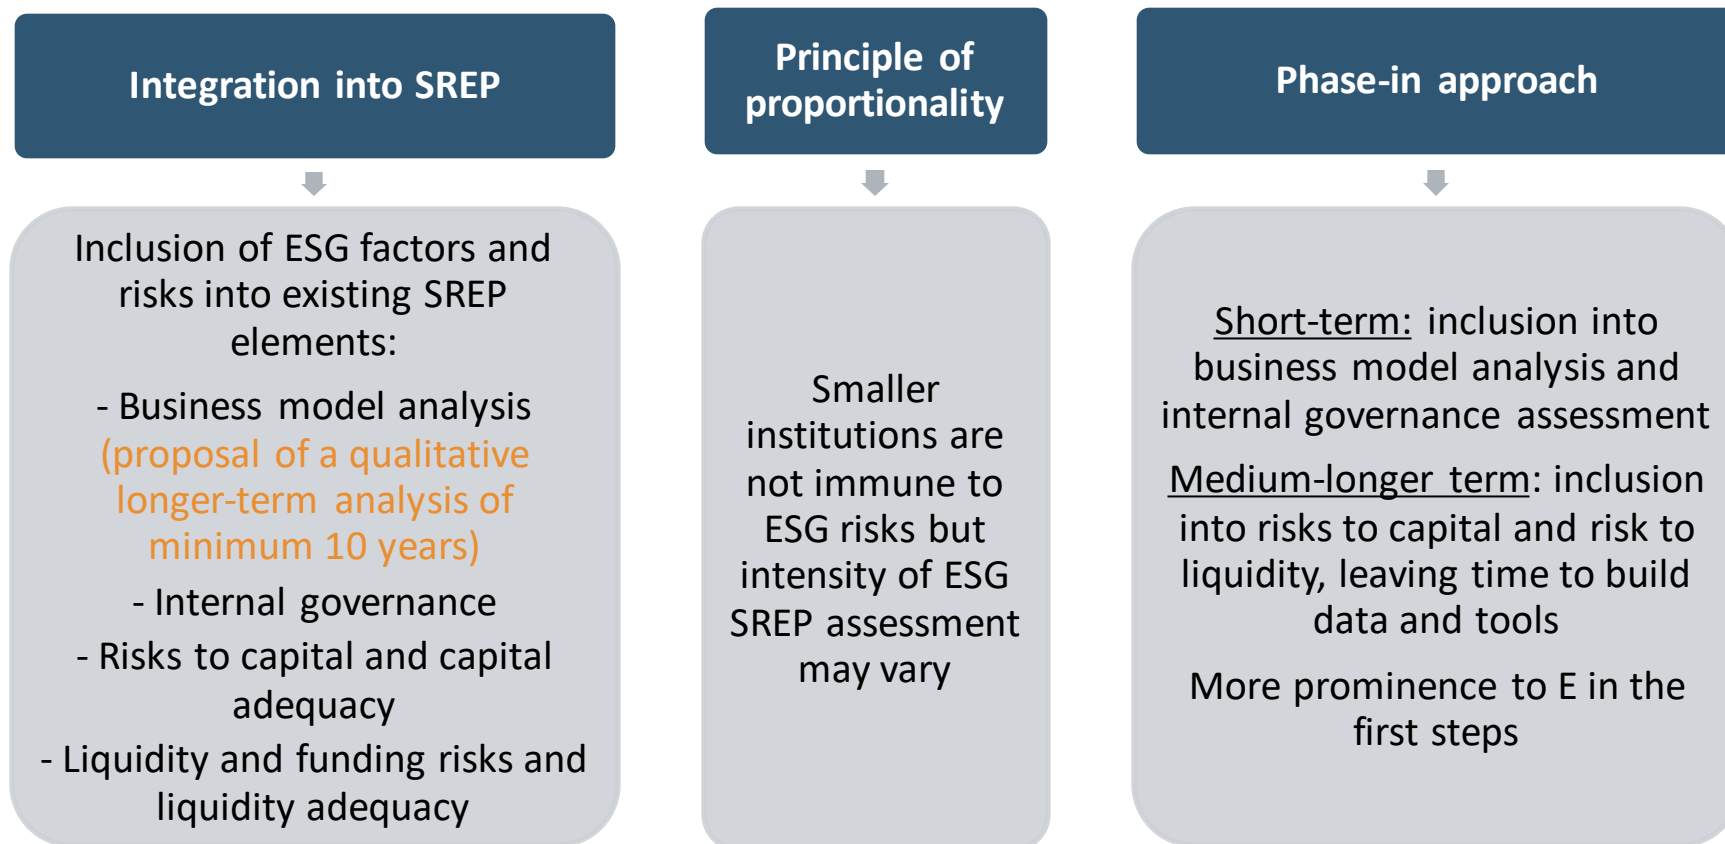 Integration into SREP
Inclusion of ESG factors and
risks into existing SREP
elements:
- Business model analysis
(proposal of a qualitative
longer-term analysis of
minimum 10 years)
- Internal governance
- Risks to capital and capital
adequacy
- Liquidity and funding risks and
liquidity adequacy
Principle of
proportionality
Smaller
institutions are
not immune to
ESG risks but
intensity of ESG
SREP assessment
may vary
Phase-in approach
Short-term: inclusion into
business model analysis and
internal governance assessment
Medium-longer term: inclusion
into risks to capital and risk to
liquidity, leaving time to build
data and tools
More prominence to E in the
first steps